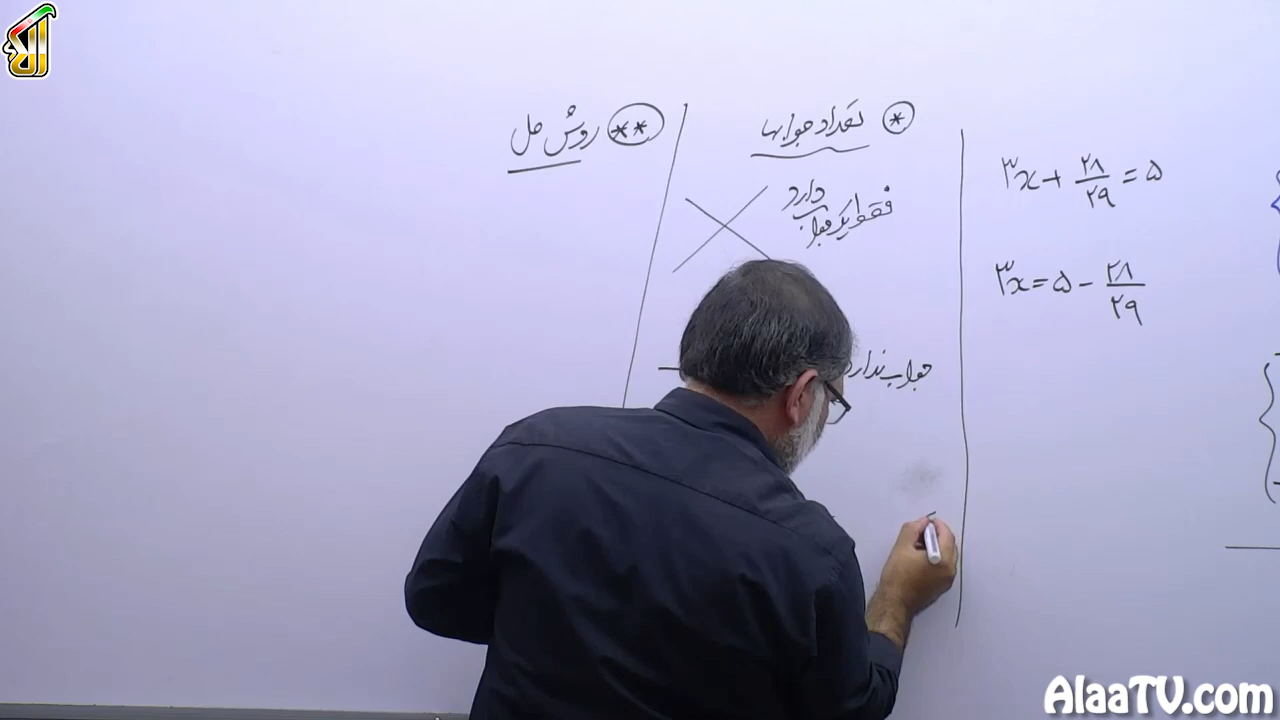 ۳x + ۲۸/۲۹ = ۵
۳x = ۵ - ۲۸/۲۹
* تعداد جوابها
فقط یک جواب
دارد
جواب ندارد
** روش حل
AlaaTV.com